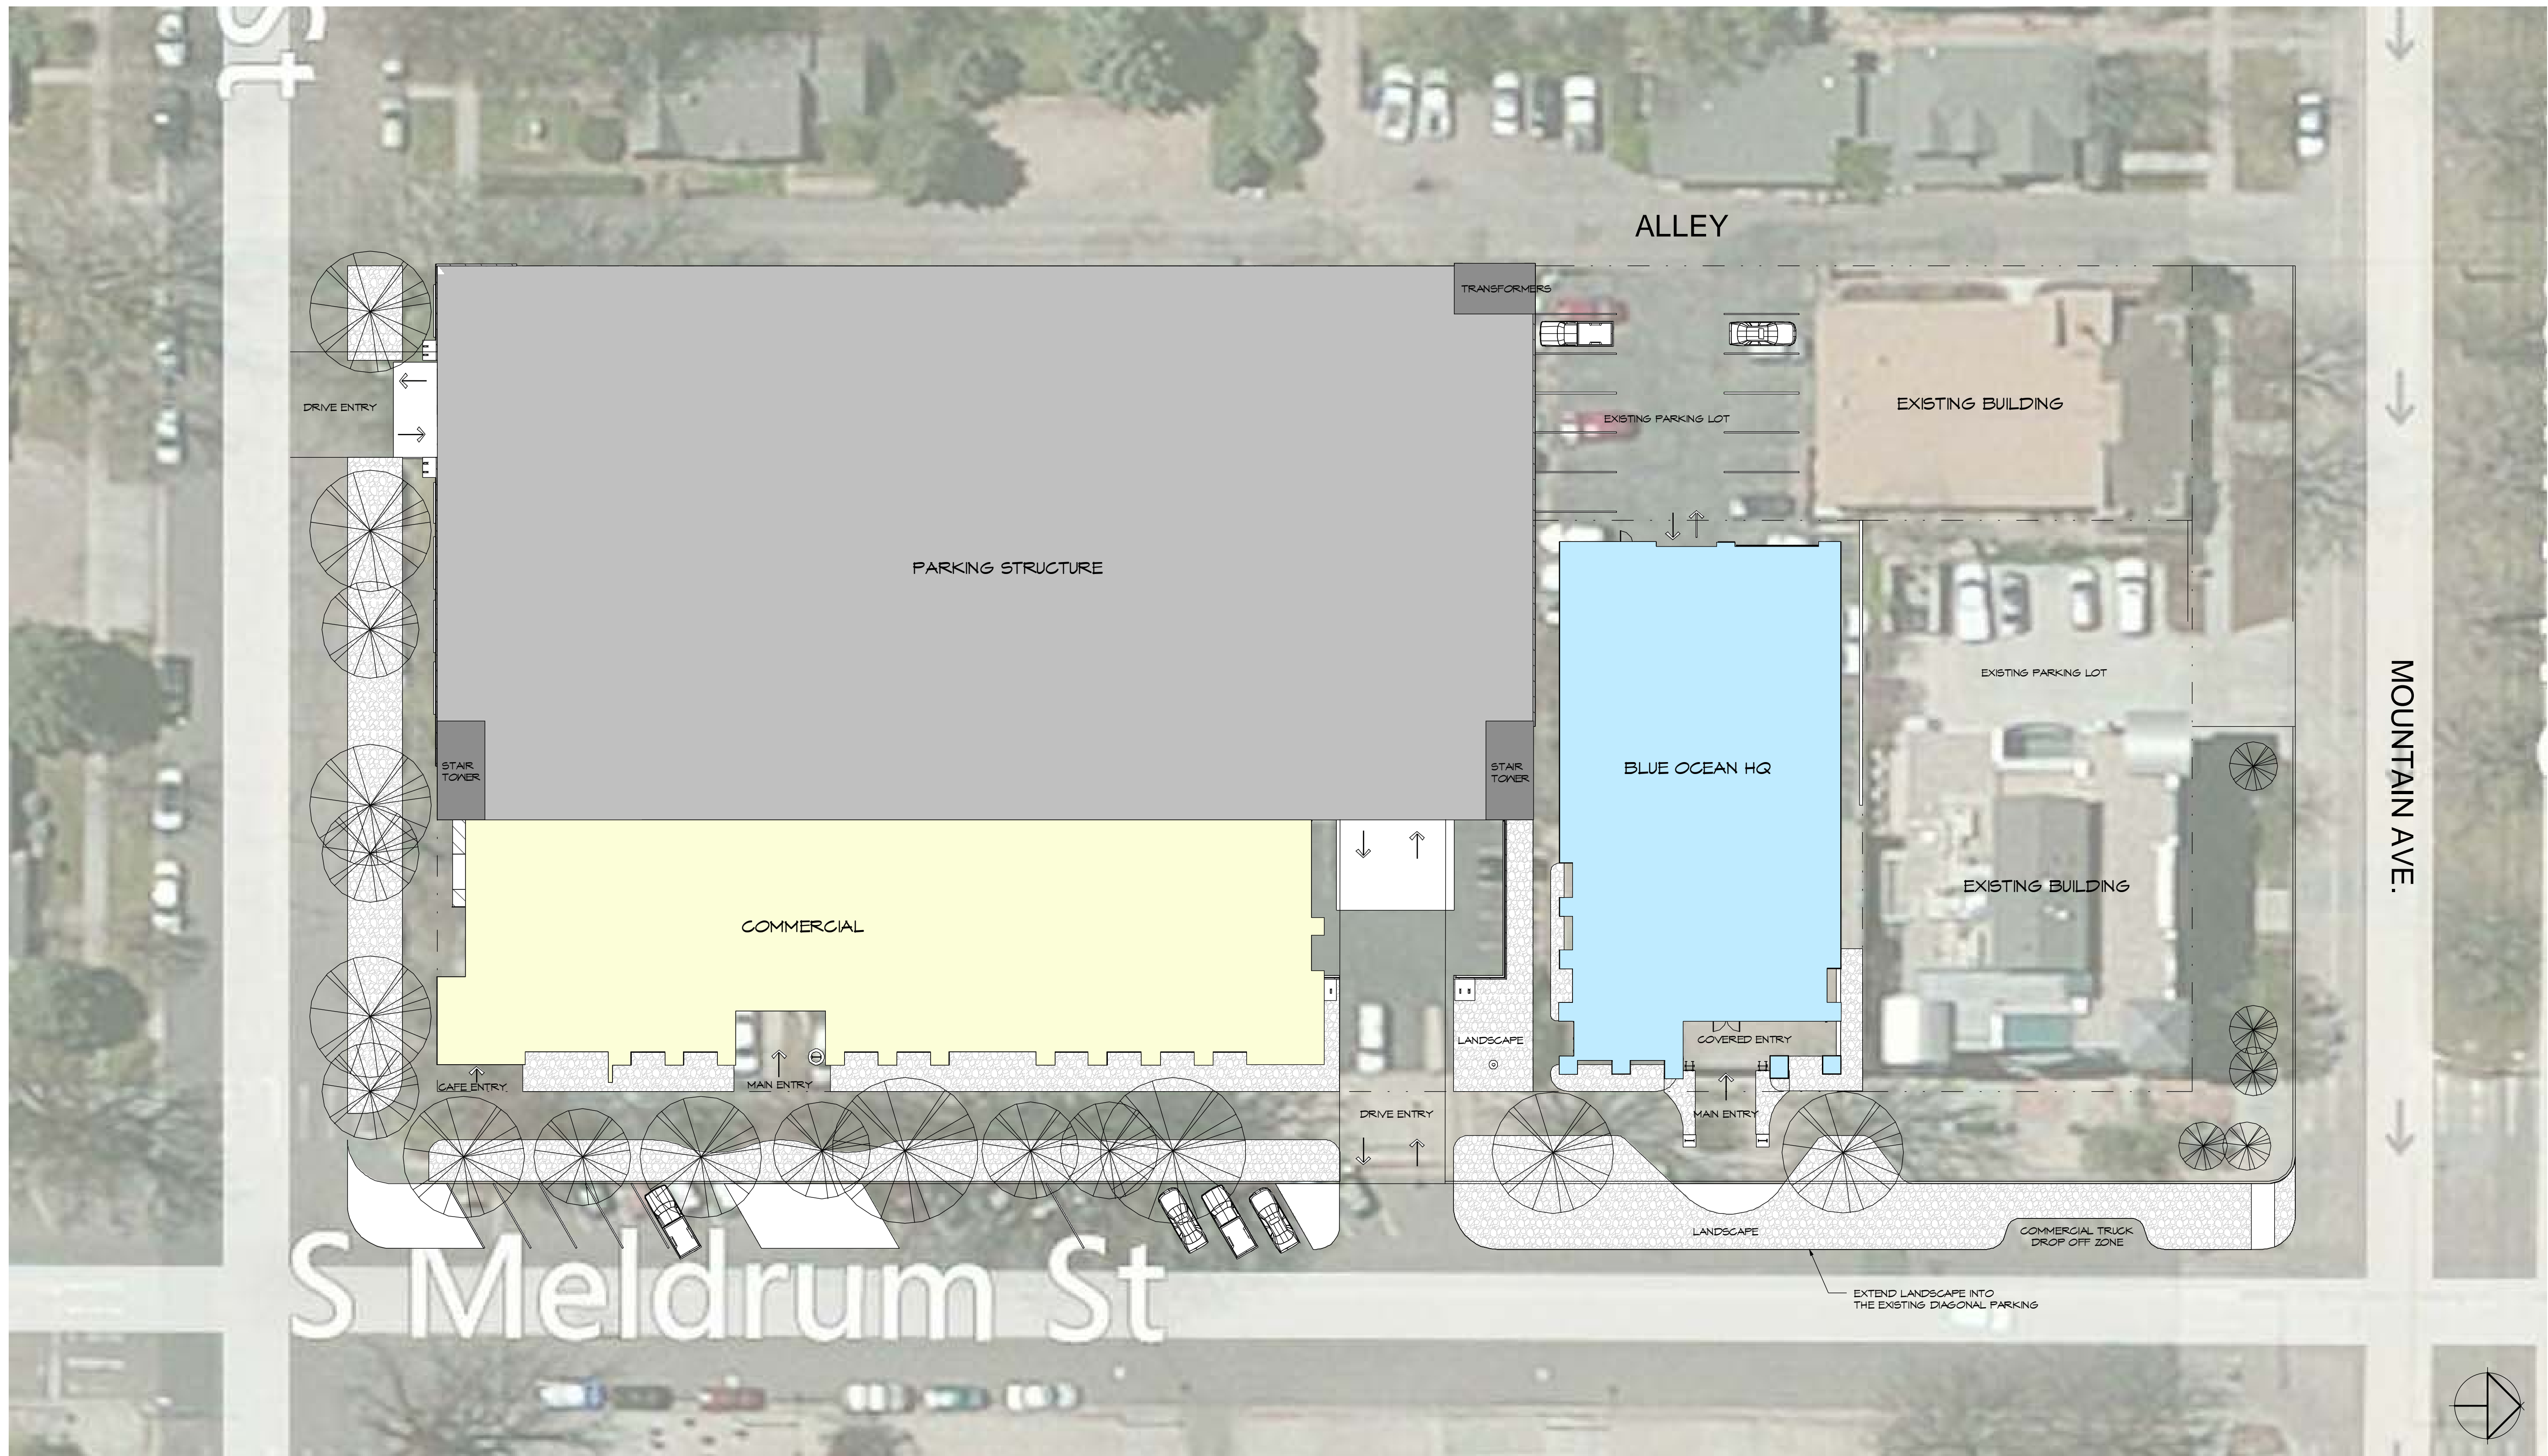 St
ALLEY
TRANSFORMERS
DRIVE ENTRY
EXISTING PARKING LOT
EXISTING BUILDING
PARKING STRUCTURE
EXISTING PARKING LOT
MOUNTAIN AVE.
STAIR
TOWER
STAIR
TOWER
BLUE OCEAN HQ
EXISTING BUILDING
COMMERCIAL
LANDSCAPE
COVERED ENTRY
CAFE ENTRY
MAIN ENTRY
DRIVE ENTRY
MAIN ENTRY
LANDSCAPE
COMMERCIAL TRUCK
DROP OFF ZONE
S Meldrum St
EXTEND LANDSCAPE INTO
THE EXISTING DIAGONAL PARKING